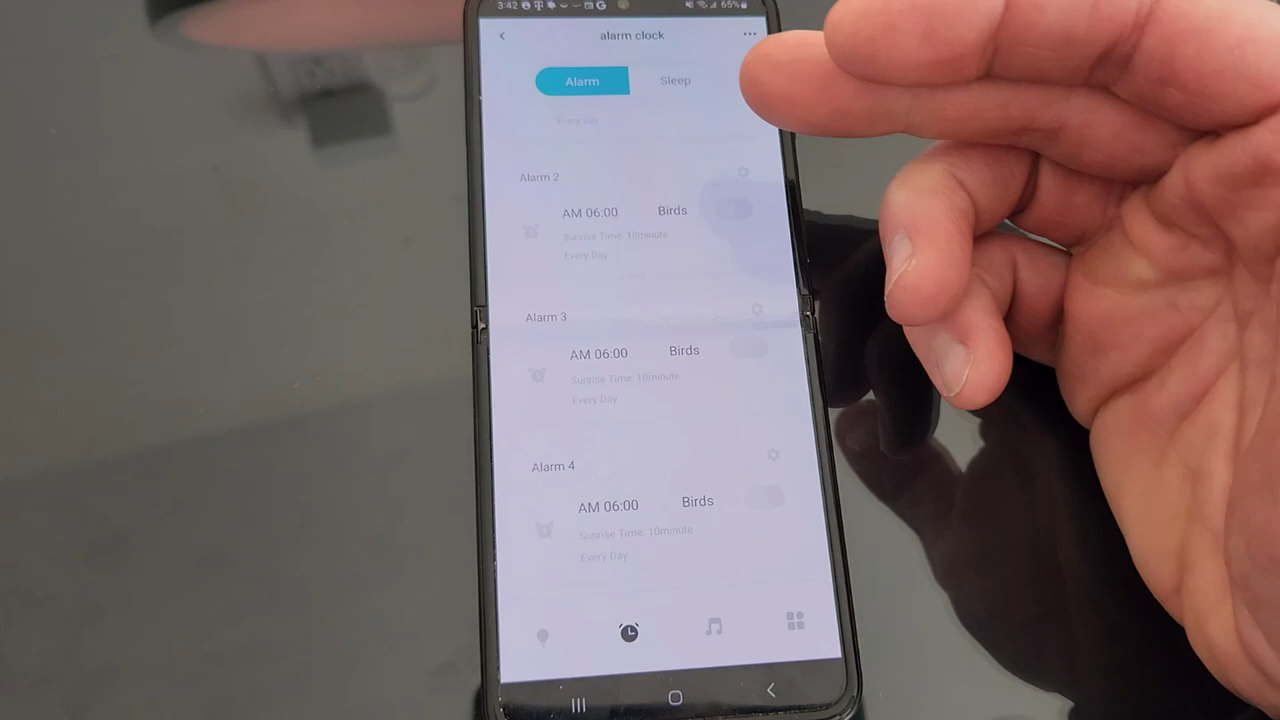 3:42 65%
alarm clock
Alarm Sleep
Every Day
Alarm 2
AM 06:00 Birds
Sunrise Time: 10minute
Every Day
Alarm 3
AM 06:00 Birds
Sunrise Time: 10minute
Every Day
Alarm 4
AM 06:00 Birds
Sunrise Time: 10minute
Every Day